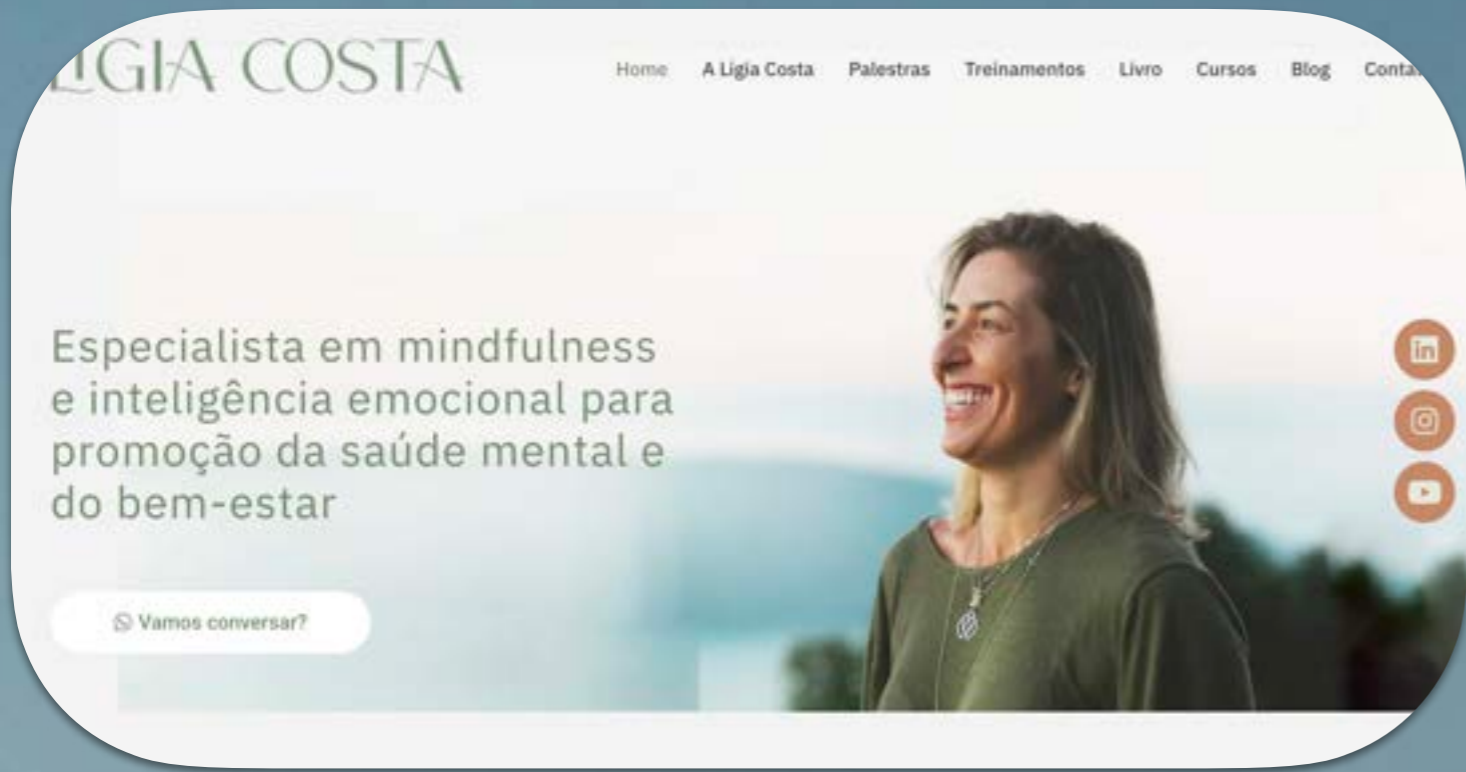 LIGIA COSTA
Home A Ligia Costa Palestras Treinamentos Livro Cursos Blog
Especialista em mindfulness
e inteligência emocional para
promoção da saúde mental e
do bem-estar
Vamos conversar?
in